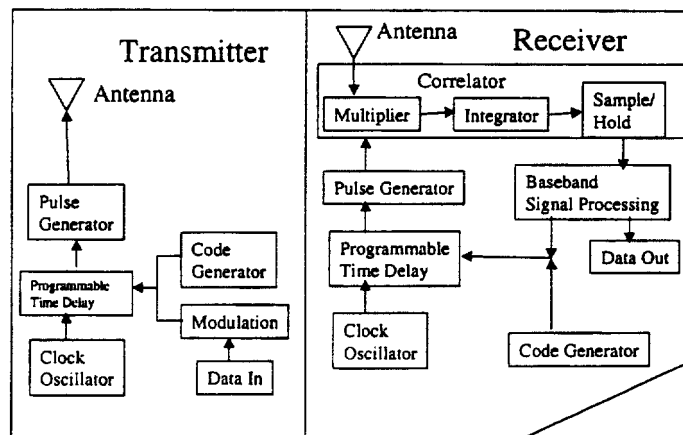 Transmitter
Antenna
Pulse
Generator
Programmable
Time Delay
Code
Generator
Modulation
Clock
Oscillator
Data In
Antenna
Receiver
Correlator
Multiplier
Integrator
Sample/
Hold
Pulse Generator
Baseband
Signal Processing
Programmable
Time Delay
Data Out
Clock
Oscillator
Code Generator